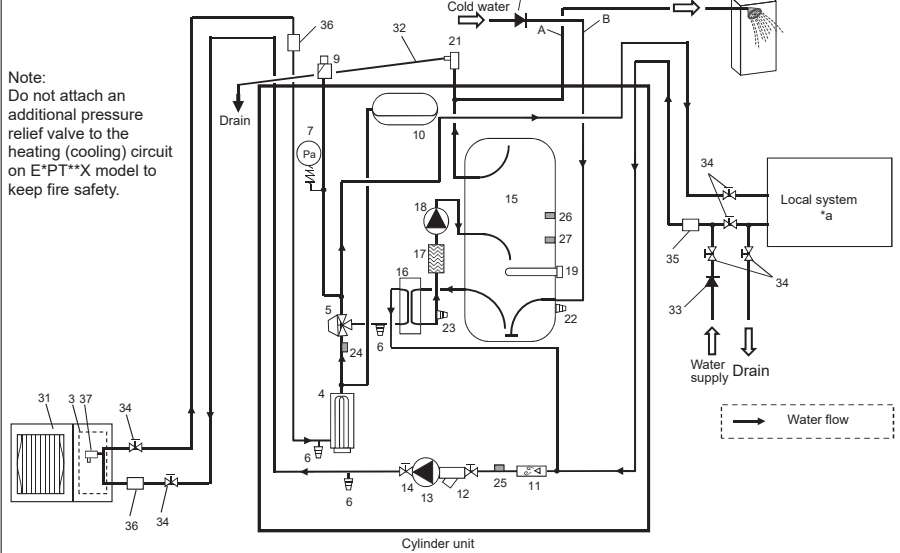 Cold water
A
B
36
32
21
9
Note:
Do not attach an
additional pressure
relief valve to the
heating (cooling) circuit
on E*PT**X model to
keep fire safety.
Drain
7
Pa
10
34
15
Local system
*a
18
26
17
27
16
19
35
34
5
6
23
22
33
24
Water
supply
Drain
4
31
3
37
34
Water flow
6
6
14
13
12
25
11
36
34
Cylinder unit